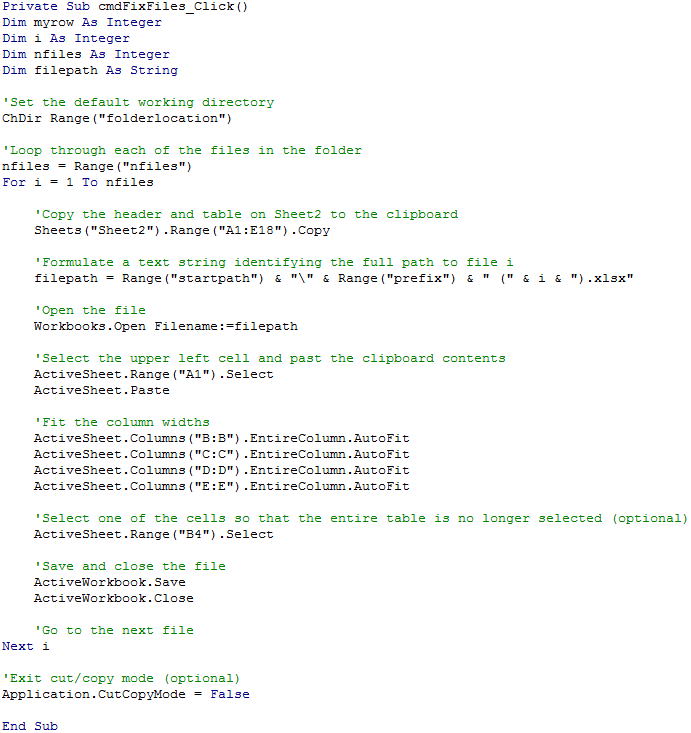 Private Sub cmdFixFiles_Click()
Dim myrow As Integer
Dim i As Integer
Dim nfiles As Integer
Dim filepath As String

'Set the default working directory
ChDir Range("folderlocation")

'Loop through each of the files in the folder
nfiles = Range("nfiles")
For i = 1 To nfiles

    'Copy the header and table on Sheet2 to the clipboard
    Sheets("Sheet2").Range("A1:E18").Copy

    'Formulate a text string identifying the full path to file i
    filepath = Range("startpath") & "\" & Range("prefix") & " (" & i & ").xlsx"

    'Open the file
    Workbooks.Open Filename:=filepath

    'Select the upper left cell and past the clipboard contents
    ActiveSheet.Range("A1").Select
    ActiveSheet.Paste

    'Fit the column widths
    ActiveSheet.Columns("B:B").EntireColumn.AutoFit
    ActiveSheet.Columns("C:C").EntireColumn.AutoFit
    ActiveSheet.Columns("D:D").EntireColumn.AutoFit
    ActiveSheet.Columns("E:E").EntireColumn.AutoFit

    'Select one of the cells so that the entire table is no longer selected (optional)
    ActiveSheet.Range("B4").Select

    'Save and close the file
    ActiveWorkbook.Save
    ActiveWorkbook.Close

    'Go to the next file
Next i

'Exit cut/copy mode (optional)
Application.CutCopyMode = False

End Sub